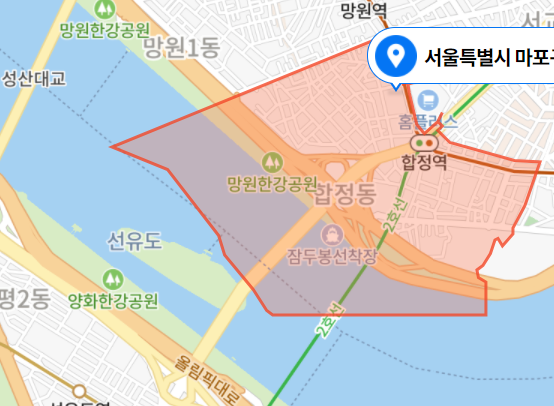 망원역
망원한강공원
망원1동
서울특별시 마포구
성산대교
홈플러스
합정역
망원한강공원
합정동
2호선
선유도
잠두봉선착장
평2동
양화한강공원
2호선
올림픽대로